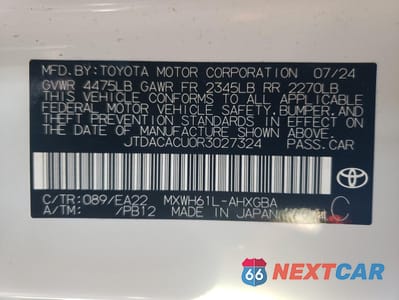 MFD.BY:TOYOTA MOTOR CORPORATION 07/24
GVWR 4475LB GAWR FR 2345LB RR 2270LB
THIS VEHICLE CONFORMS TO ALL APPLICABLE
FEDERAL MOTOR VEHICLE SAFETY, BUMPER, AND
THEFT PREVENTION STANDARDS IN EFFECT ON
THE DATE OF MANUFACTURE SHOWN ABOVE.
JTDACACU0R3027324 PASS.CAR
C/TR:089/EA22 MXWH61L-AHXGBA
A/TM: /PB12 MADE IN JAPAN
TOYOTA
C
66 NEXTCAR